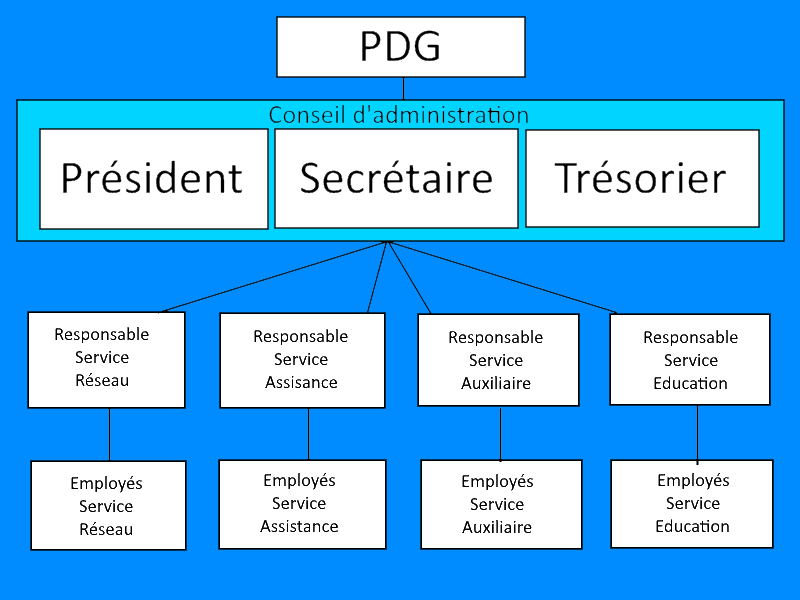 PDG
Conseil d'administration
Président
Secrétaire
Trésorier
Responsable
Service
Réseau
Responsable
Service
Assisance
Responsable
Service
Auxiliaire
Responsable
Service
Education
Employés
Service
Réseau
Employés
Service
Assistance
Employés
Service
Auxiliaire
Employés
Service
Education